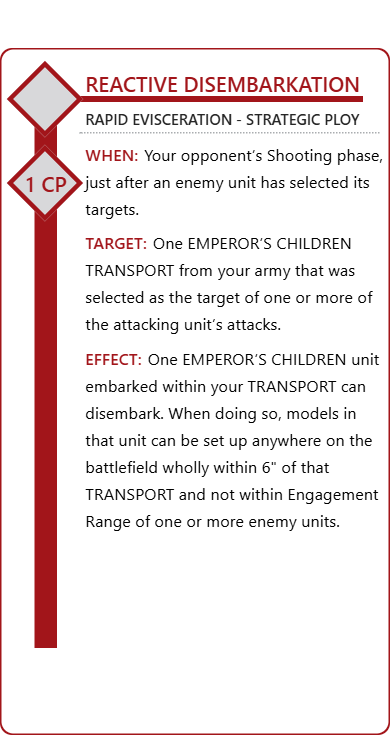 REACTIVE DISEMBARKATION
RAPID EVISCERATION - STRATEGIC PLOY
1 CP
WHEN: Your opponent's Shooting phase,
just after an enemy unit has selected its
targets.
TARGET: One EMPEROR'S CHILDREN
TRANSPORT from your army that was
selected as the target of one or more of
the attacking unit's attacks.
EFFECT: One EMPEROR'S CHILDREN unit
embarked within your TRANSPORT can
disembark. When doing so, models in
that unit can be set up anywhere on the
battlefield wholly within 6" of that
TRANSPORT and not within Engagement
Range of one or more enemy units.